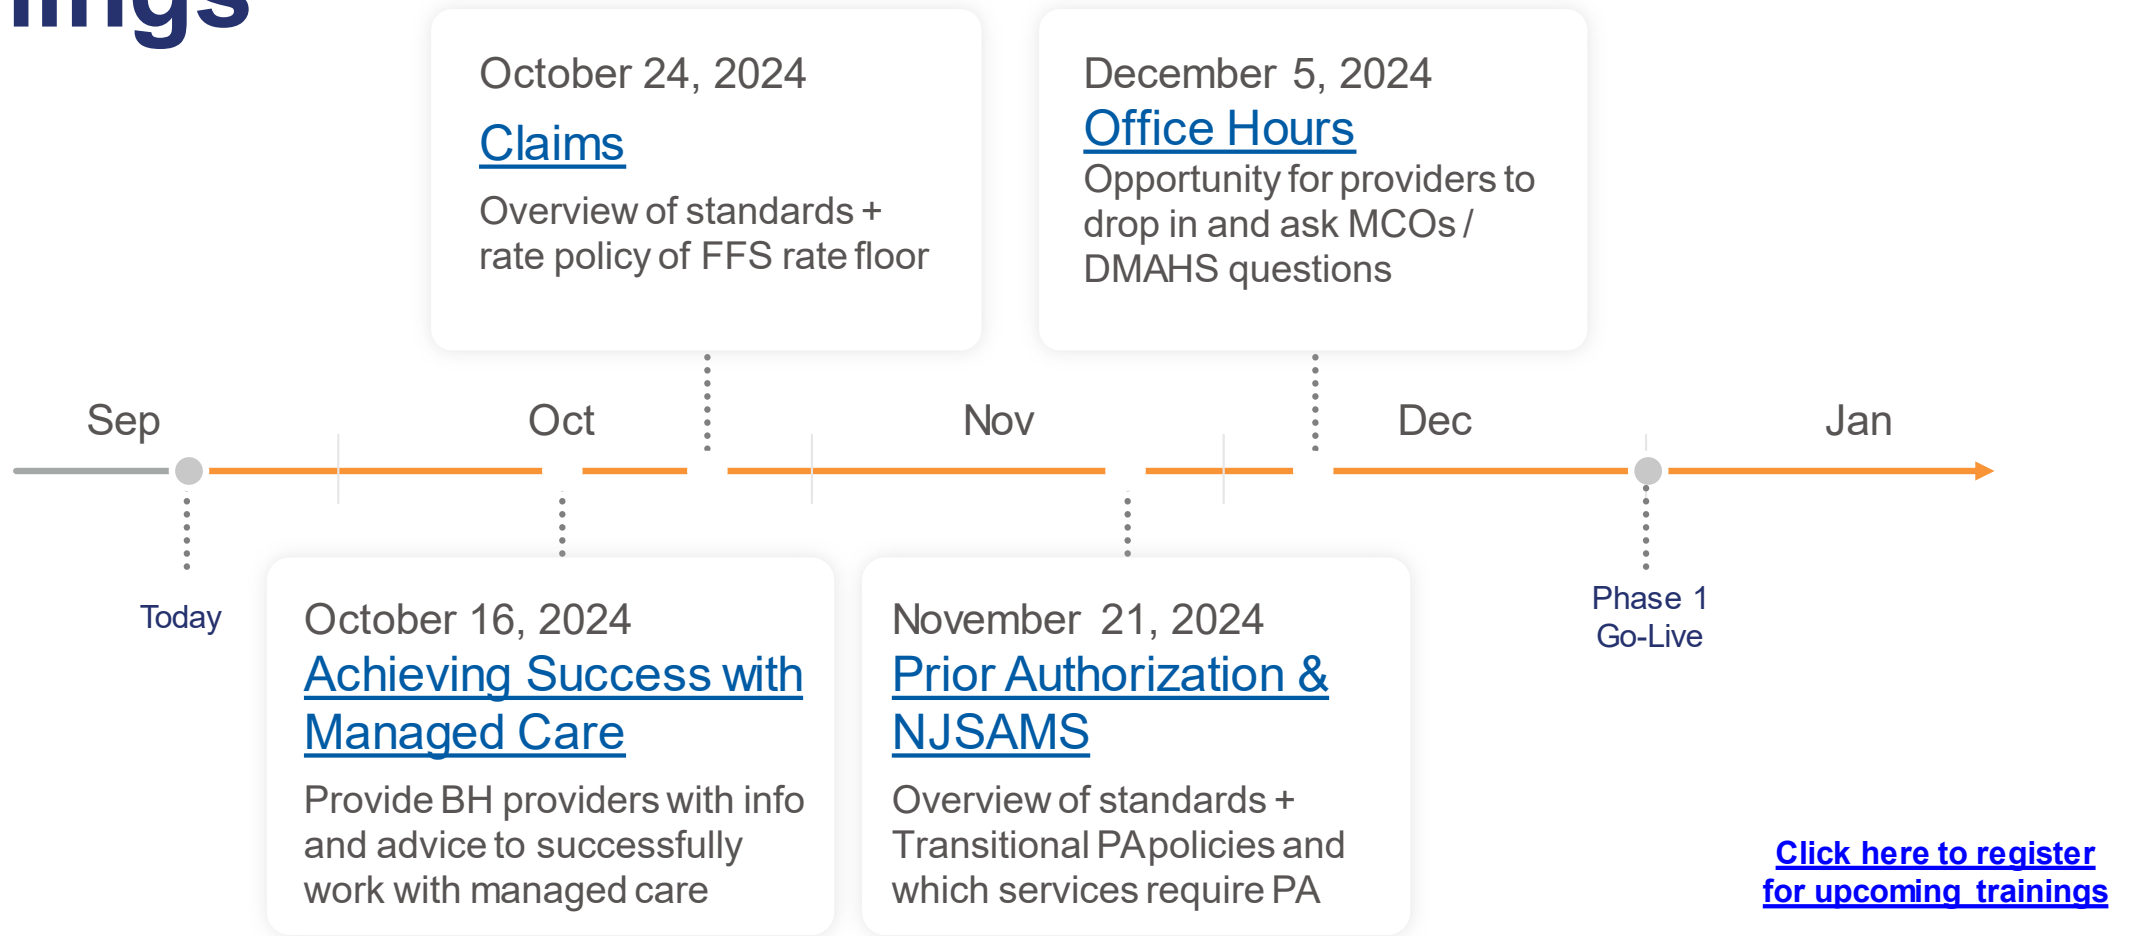 October 24, 2024
Claims
Overview of standards +
rate policy of FFS rate floor
December 5, 2024
Office Hours
Opportunity for providers to
drop in and ask MCOs /
DMAHS questions
Sep
Oct
Nov
Dec
Jan
Today
Phase 1
Go-Live
October 16, 2024
Achieving Success with
Managed Care
Provide BH providers with info
and advice to successfully
work with managed care
November 21, 2024
Prior Authorization &
NJSAMS
Overview of standards +
Transitional PA policies and
which services require PA
Click here to register
for upcoming trainings